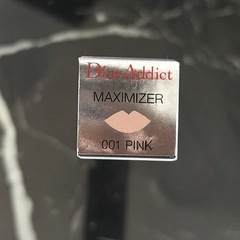 Dior Addict
MAXIMIZER
001 PINK